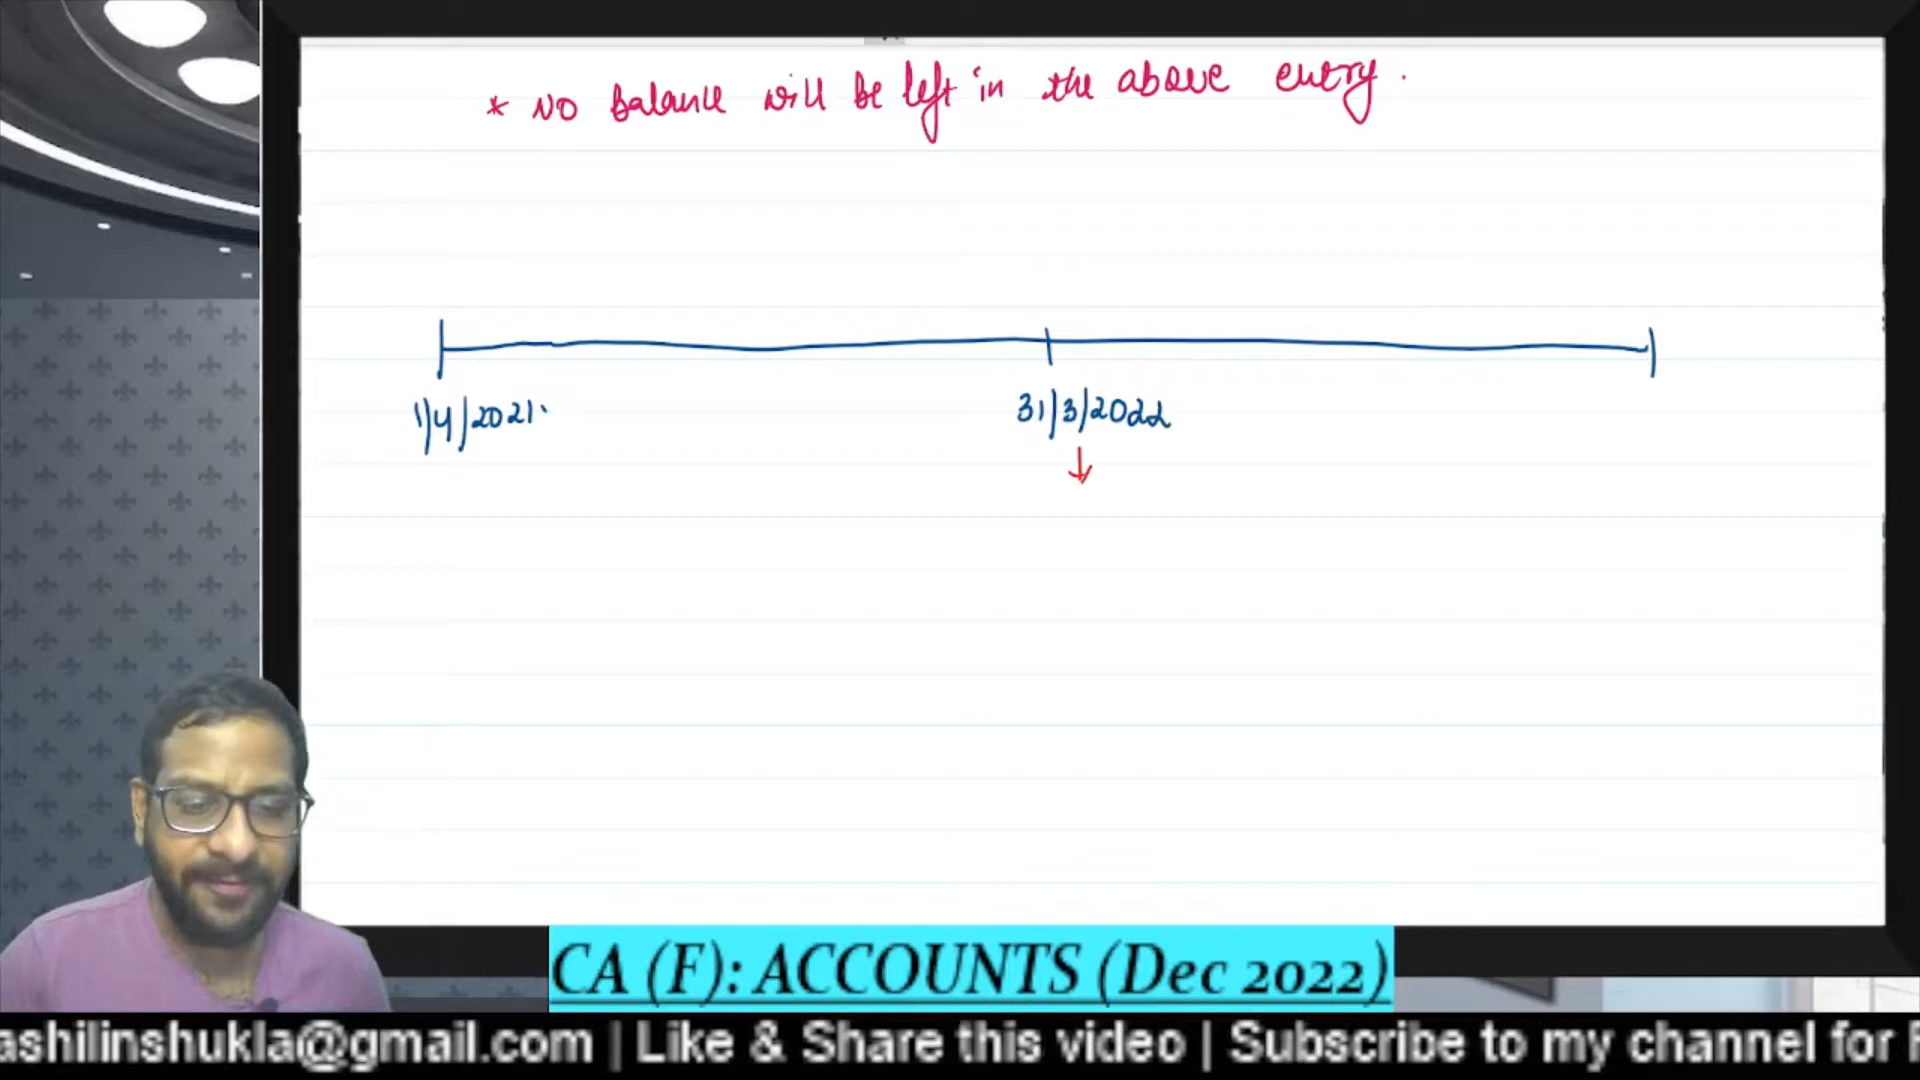 * No balance will be left in the above entry.
1/4/2021.
31/3/2022
CA (F): ACCOUNTS (Dec 2022)
ashilinshukla@gmail.com | Like & Share this video | Subscribe to my channel for